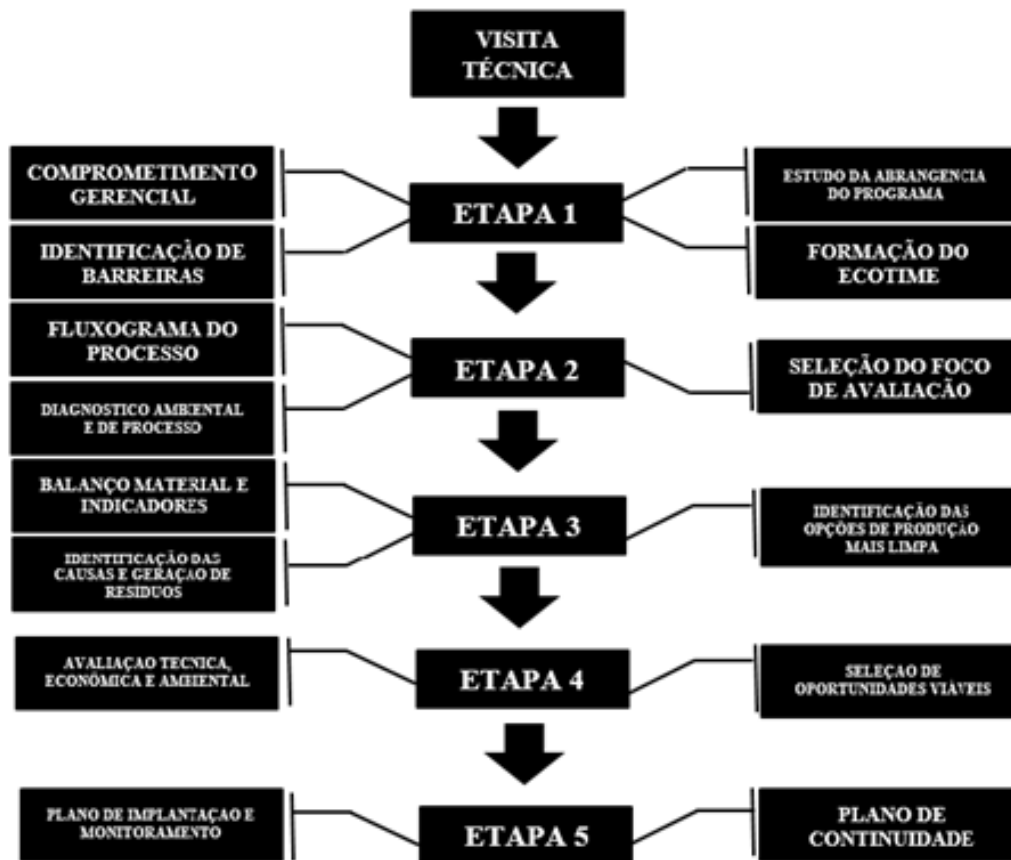 VISITA
TÉCNICA
COMPROMETIMENTO
GERENCIAL
ETAPA 1
ESTUDO DA ABRANGENCIA
DO PROGRAMA
IDENTIFICAÇÃO DE
BARREIRAS
FORMAÇÃO DO
ECOTIME
FLUXOGRAMA DO
PROCESSO
ETAPA 2
SELEÇÃO DO FOCO
DE AVALIAÇÃO
DIAGNOSTICO AMBIENTAL
E DE PROCESSO
BALANÇO MATERIAL E
INDICADORES
ETAPA 3
IDENTIFICAÇÃO DAS
OPÇÕES DE PRODUÇÃO
MAIS LIMPA
IDENTIFICAÇÃO DAS
CAUSAS E GERAÇÃO DE
RESÍDUOS
AVALIAÇAO TECNICA,
ECONÔMICA E AMBIENTAL
ETAPA 4
SELEÇAO DE
OPORTUNIDADES VIÁVEIS
PLANO DE IMPLANTAÇAO E
MONITORAMENTO
ETAPA 5
PLANO DE
CONTINUIDADE